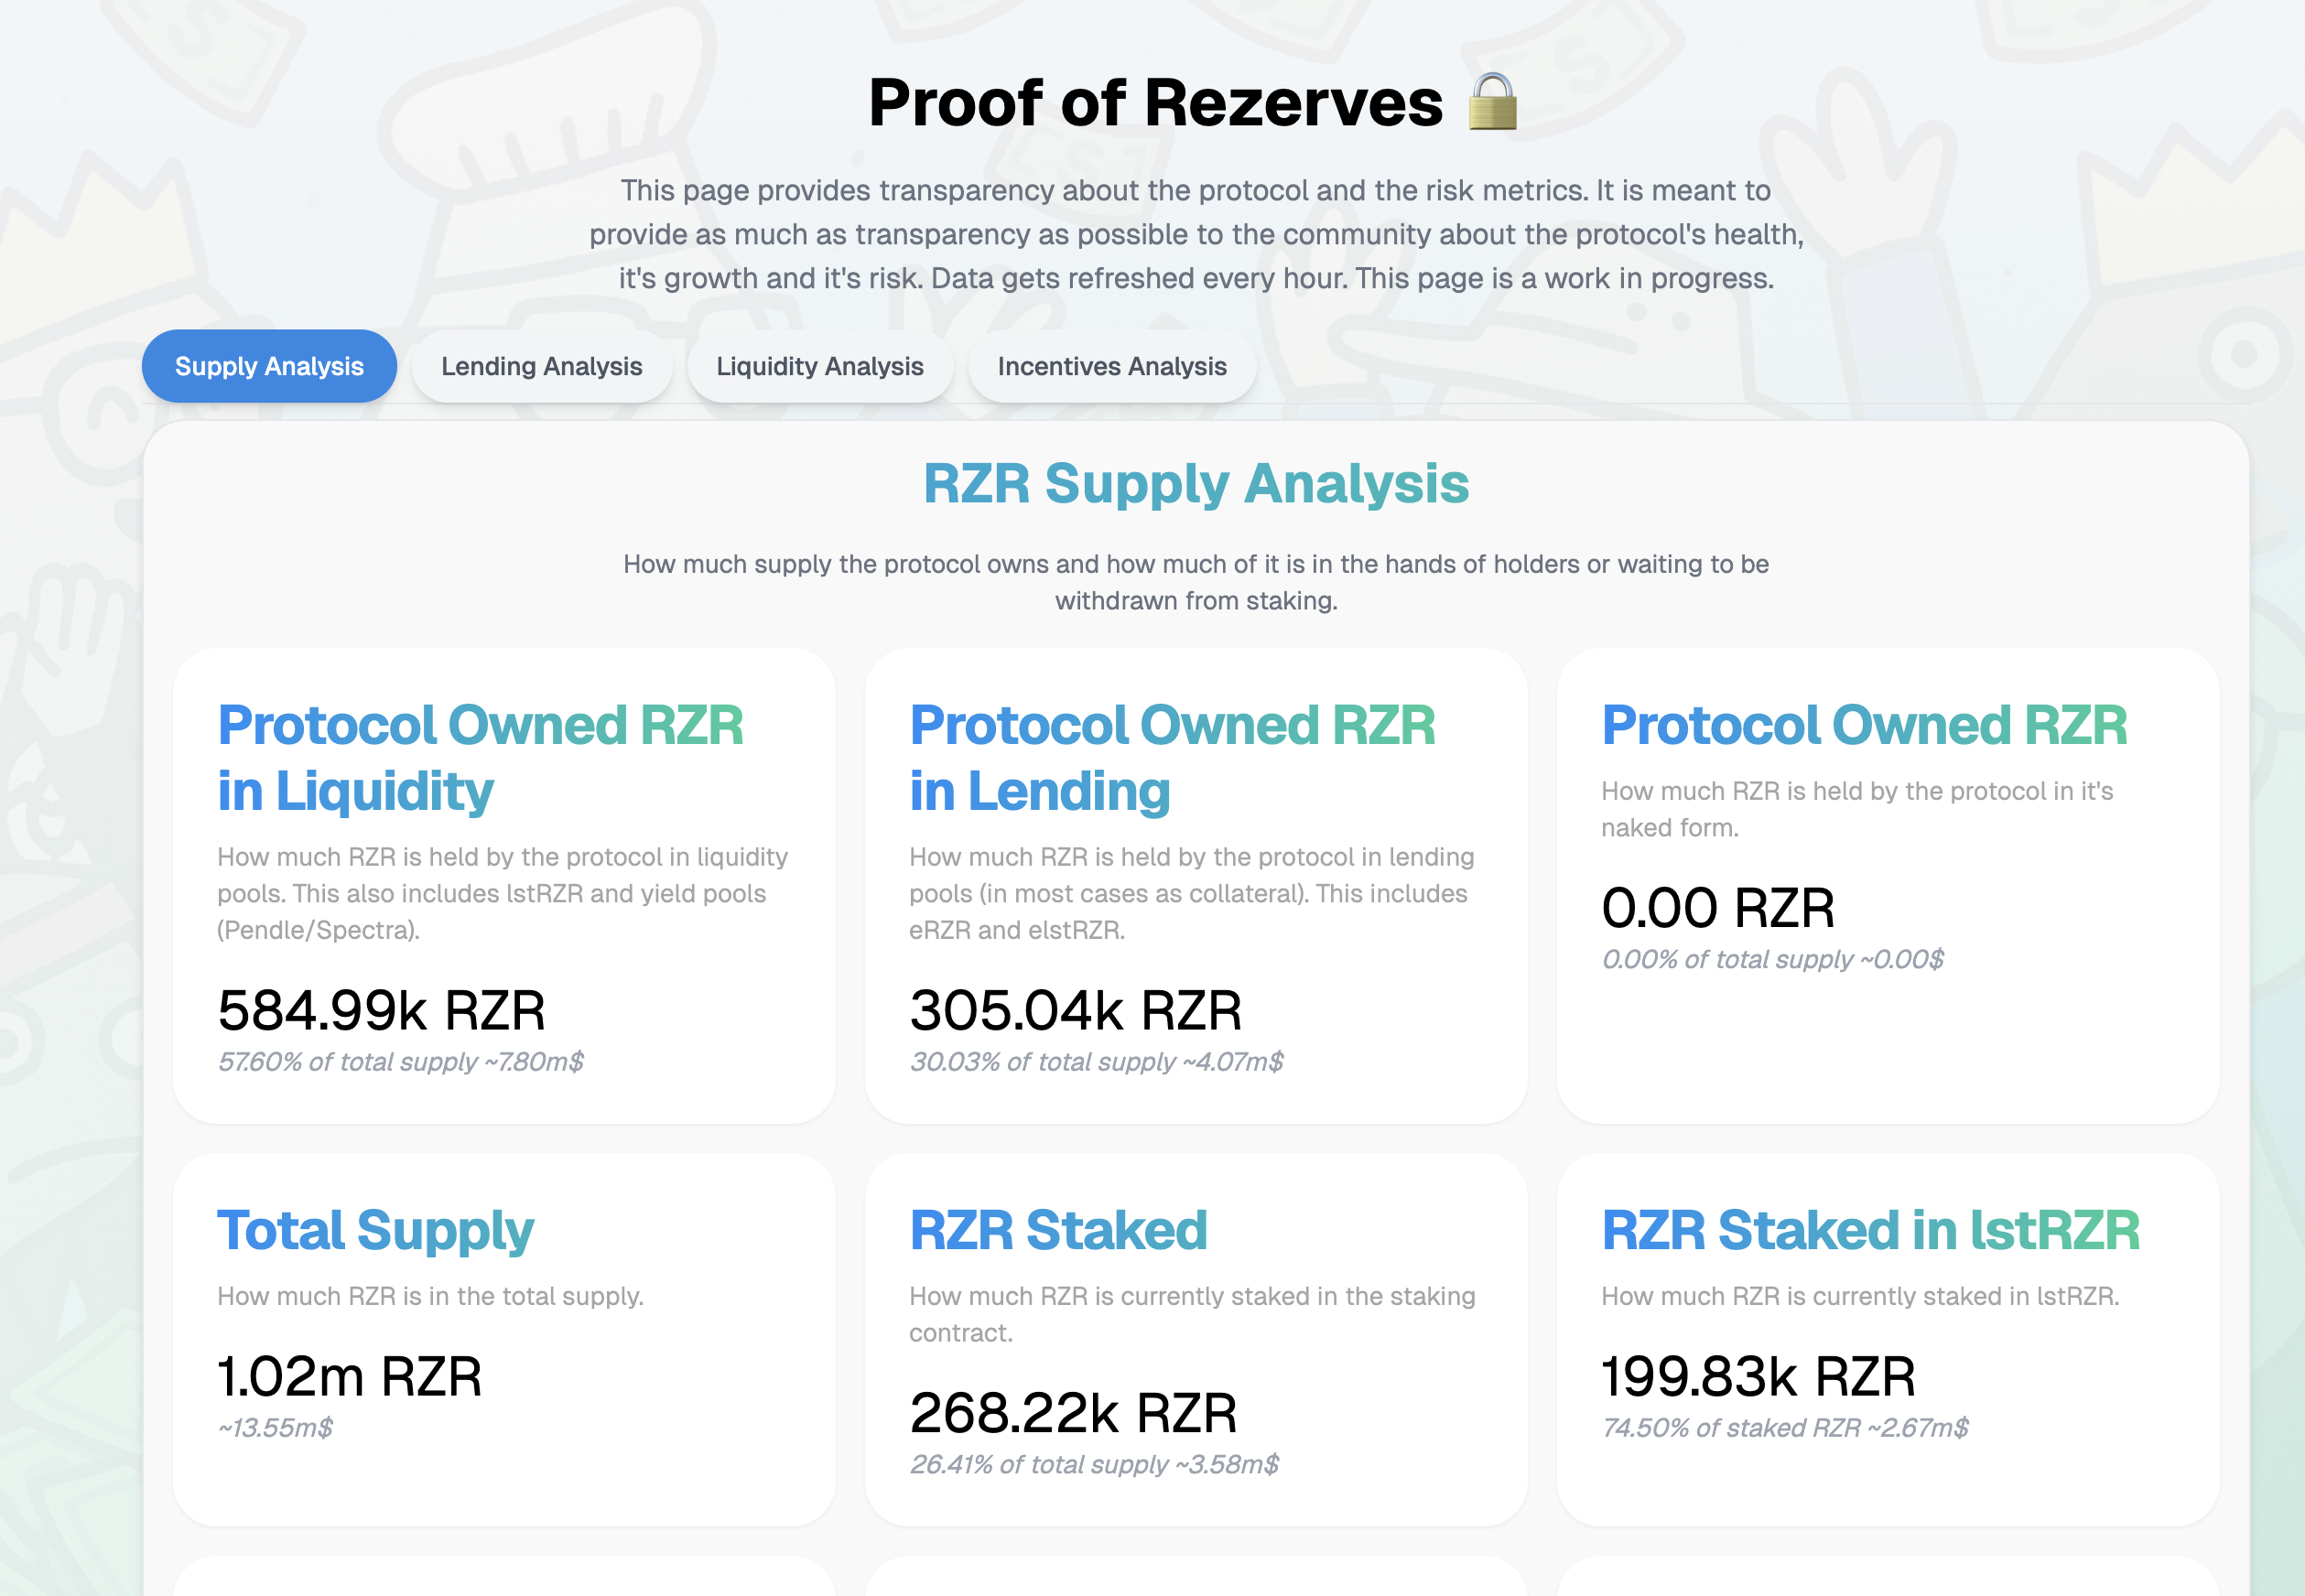 Proof of Rezerves 🔒
This page provides transparency about the protocol and the risk metrics. It is meant to
provide as much as transparency as possible to the community about the protocol's health,
it's growth and it's risk. Data gets refreshed every hour. This page is a work in progress.
Supply Analysis
Lending Analysis
Liquidity Analysis
Incentives Analysis
RZR Supply Analysis
How much supply the protocol owns and how much of it is in the hands of holders or waiting to be
withdrawn from staking.
Protocol Owned RZR
in Liquidity
How much RZR is held by the protocol in liquidity
pools. This also includes lstRZR and yield pools
(Pendle/Spectra).
584.99k RZR
57.60% of total supply ~7.80m$
Protocol Owned RZR
in Lending
How much RZR is held by the protocol in lending
pools (in most cases as collateral). This includes
eRZR and elstRZR.
305.04k RZR
30.03% of total supply ~4.07m$
Protocol Owned RZR
How much RZR is held by the protocol in it's
naked form.
0.00 RZR
0.00% of total supply ~0.00$
Total Supply
How much RZR is in the total supply.
1.02m RZR
~13.55m$
RZR Staked
How much RZR is currently staked in the staking
contract.
268.22k RZR
26.41% of total supply ~3.58m$
RZR Staked in lstRZR
How much RZR is currently staked in lstRZR.
199.83k RZR
74.50% of staked RZR ~2.67m$